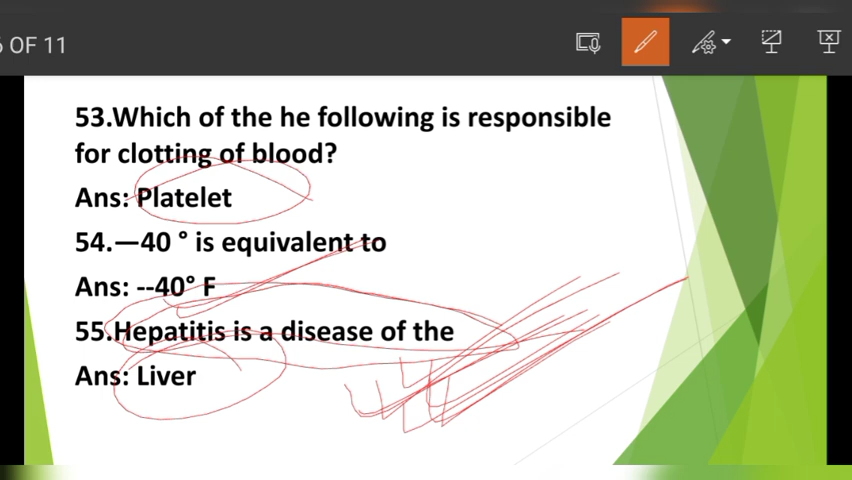 6 OF 11
53.Which of the he following is responsible
for clotting of blood?
Ans: Platelet
54.—40 ° is equivalent to
Ans: --40° F
55.Hepatitis is a disease of the
Ans: Liver